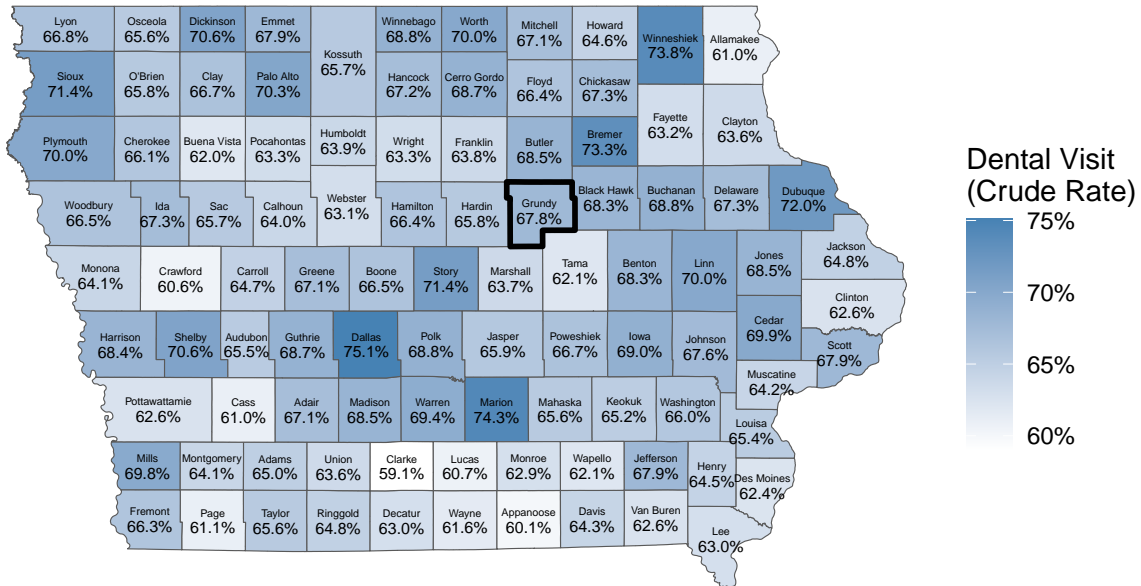 Lyon
66.8%
Osceola
65.6%
Dickinson
70.6%
Emmet
67.9%
Kossuth
65.7%
Winnebago
68.8%
Worth
70.0%
Mitchell
67.1%
Howard
64.6%
Winneshiek
73.8%
Allamakee
61.0%
Sioux
71.4%
O'Brien
65.8%
Clay
66.7%
Palo Alto
70.3%
Hancock
67.2%
Cerro Gordo
68.7%
Floyd
66.4%
Chickasaw
67.3%
Fayette
63.2%
Clayton
63.6%
Plymouth
70.0%
Cherokee
66.1%
Buena Vista
62.0%
Pocahontas
63.3%
Humboldt
63.9%
Wright
63.3%
Franklin
63.8%
Butler
68.5%
Bremer
73.3%
Woodbury
66.5%
Ida
67.3%
Sac
65.7%
Calhoun
64.0%
Webster
63.1%
Hamilton
66.4%
Hardin
65.8%
Grundy
67.8%
Black Hawk
68.3%
Buchanan
68.8%
Delaware
67.3%
Dubuque
72.0%
Monona
64.1%
Crawford
60.6%
Carroll
64.7%
Greene
67.1%
Boone
66.5%
Story
71.4%
Marshall
63.7%
Tama
62.1%
Benton
68.3%
Linn
70.0%
Jones
68.5%
Jackson
64.8%
Clinton
62.6%
Harrison
68.4%
Shelby
70.6%
Audubon
65.5%
Guthrie
68.7%
Dallas
75.1%
Polk
68.8%
Jasper
65.9%
Poweshiek
66.7%
Iowa
69.0%
Johnson
67.6%
Cedar
69.9%
Scott
67.9%
Muscatine
64.2%
Pottawattamie
62.6%
Cass
61.0%
Adair
67.1%
Madison
68.5%
Warren
69.4%
Marion
74.3%
Mahaska
65.6%
Keokuk
65.2%
Washington
66.0%
Louisa
65.4%
Mills
69.8%
Montgomery
64.1%
Adams
65.0%
Union
63.6%
Clarke
59.1%
Lucas
60.7%
Monroe
62.9%
Wapello
62.1%
Jefferson
67.9%
Henry
64.5%
Des Moines
62.4%
Fremont
66.3%
Page
61.1%
Taylor
65.6%
Ringgold
64.8%
Decatur
63.0%
Wayne
61.6%
Appanoose
60.1%
Davis
64.3%
Van Buren
62.6%
Lee
63.0%
Dental Visit
(Crude Rate)
75%
70%
65%
60%